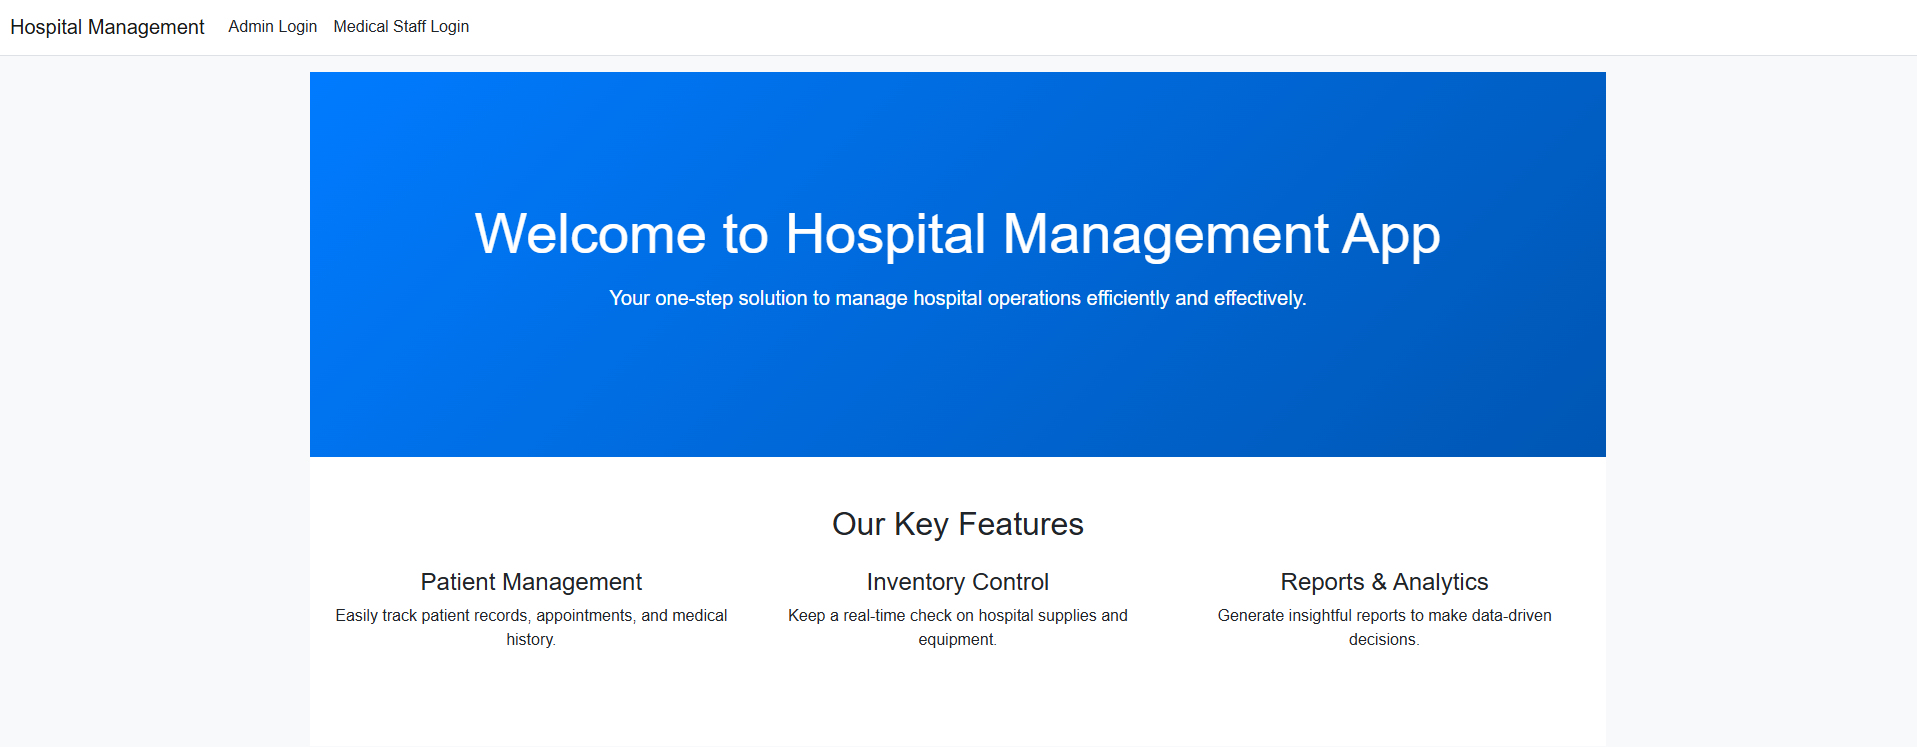 Hospital Management Admin Login Medical Staff Login
Welcome to Hospital Management App
Your one-step solution to manage hospital operations efficiently and effectively.
Our Key Features
Patient Management
Easily track patient records, appointments, and medical
history.
Inventory Control
Keep a real-time check on hospital supplies and
equipment.
Reports & Analytics
Generate insightful reports to make data-driven
decisions.